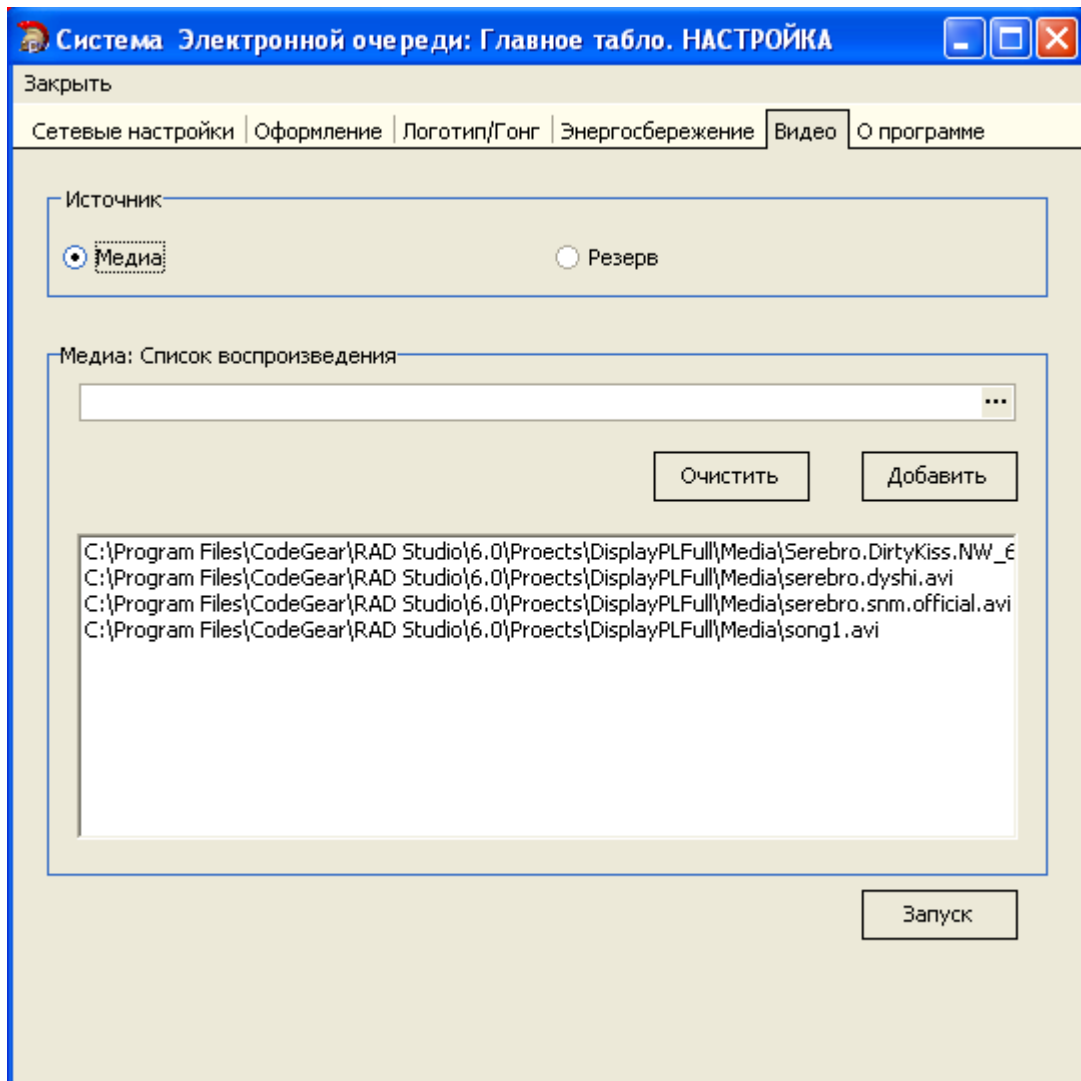 Система Электронной очереди: Главное табло. НАСТРОЙКА
Закрыть
Сетевые настройки Оформление Логотип/Гонг Энергосбережение Видео О программе
Источник
Медиа Резерв
Медиа: Список воспроизведения
...
Очистить Добавить
C:\Program Files\CodeGear\RAD Studio\6.0\Proects\DisplayPLFull\Media\Serebro.DirtyKiss.NW_6
C:\Program Files\CodeGear\RAD Studio\6.0\Proects\DisplayPLFull\Media\serebro.dyshi.avi
C:\Program Files\CodeGear\RAD Studio\6.0\Proects\DisplayPLFull\Media\serebro.snm.official.avi
C:\Program Files\CodeGear\RAD Studio\6.0\Proects\DisplayPLFull\Media\song1.avi
Запуск